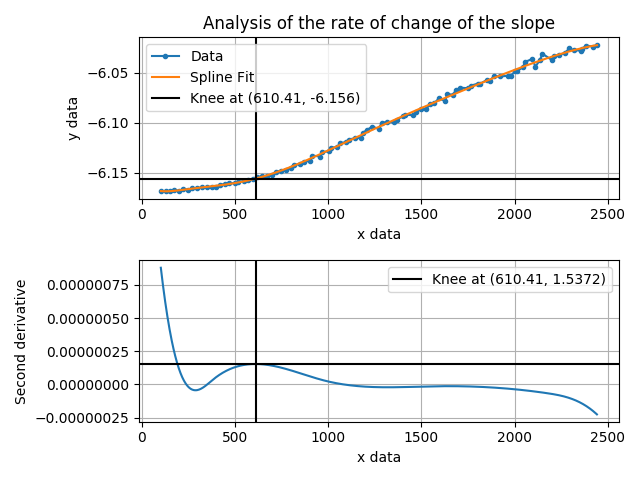 Analysis of the rate of change of the slope
Data
Spline Fit
Knee at (610.41, -6.156)
y data
−6.05
−6.10
−6.15
0 500 1000 1500 2000 2500
x data
Knee at (610.41, 1.5372)
Second derivative
0.00000075
0.00000050
0.00000025
0.00000000
−0.00000025
0 500 1000 1500 2000 2500
x data